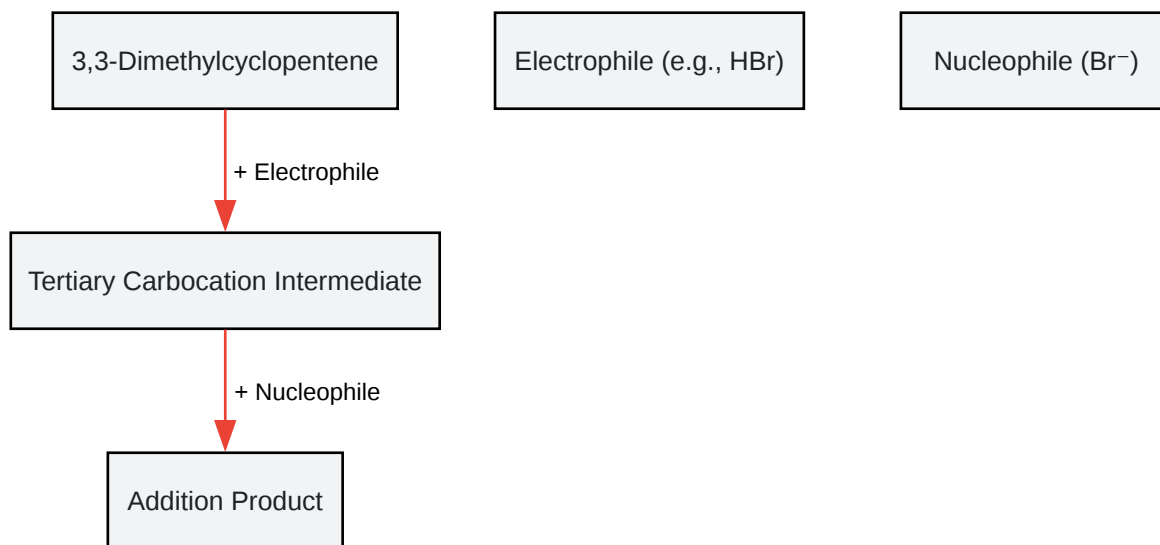 3,3-Dimethylcyclopentene
Electrophile (e.g., HBr)
Nucleophile (Br⁻)
+ Electrophile
Tertiary Carbocation Intermediate
+ Nucleophile
Addition Product